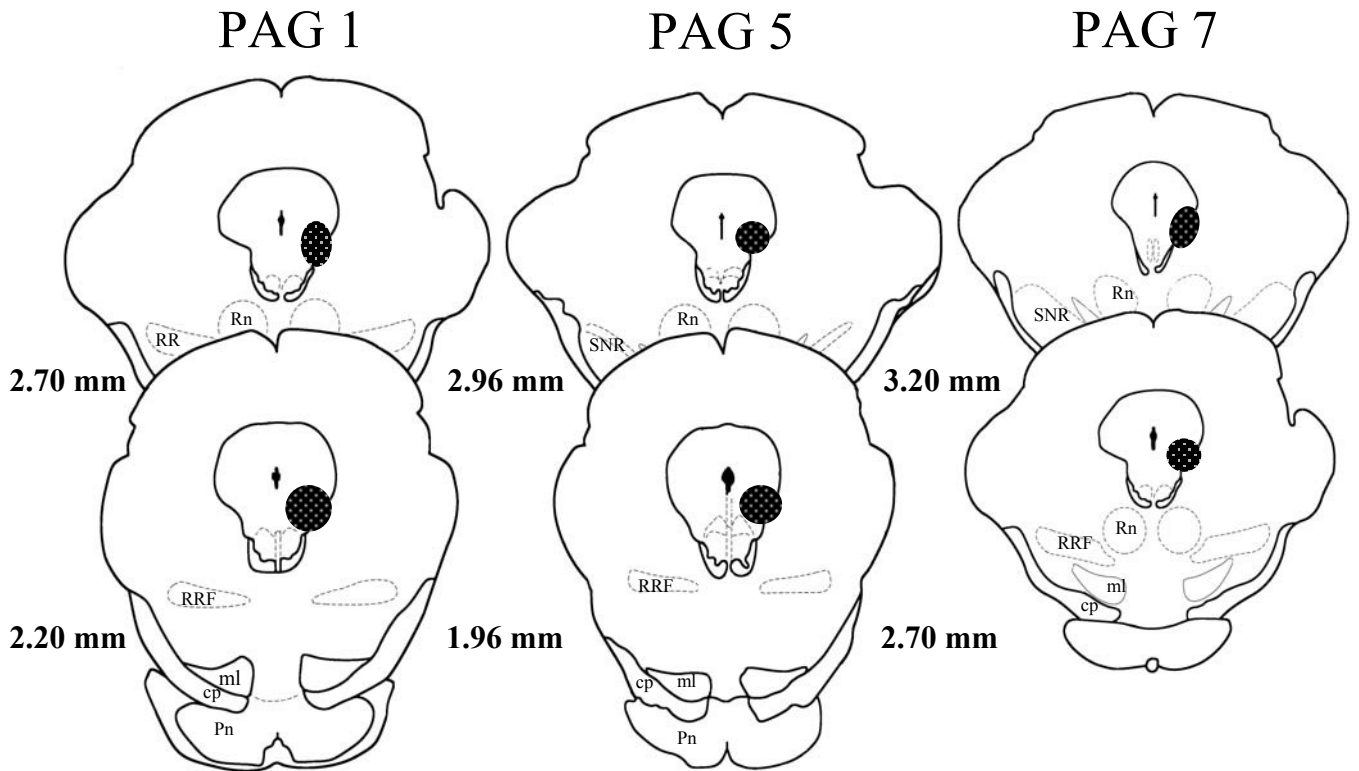 PAG 1
PAG 5
PAG 7
Rn
RR
2.70 mm
Rn
SNR
2.96 mm
Rn
SNR
3.20 mm
RRF
2.20 mm
ml
cp
Pn
RRF
1.96 mm
cp
ml
Pn
Rn
RRF
ml
cp
2.70 mm